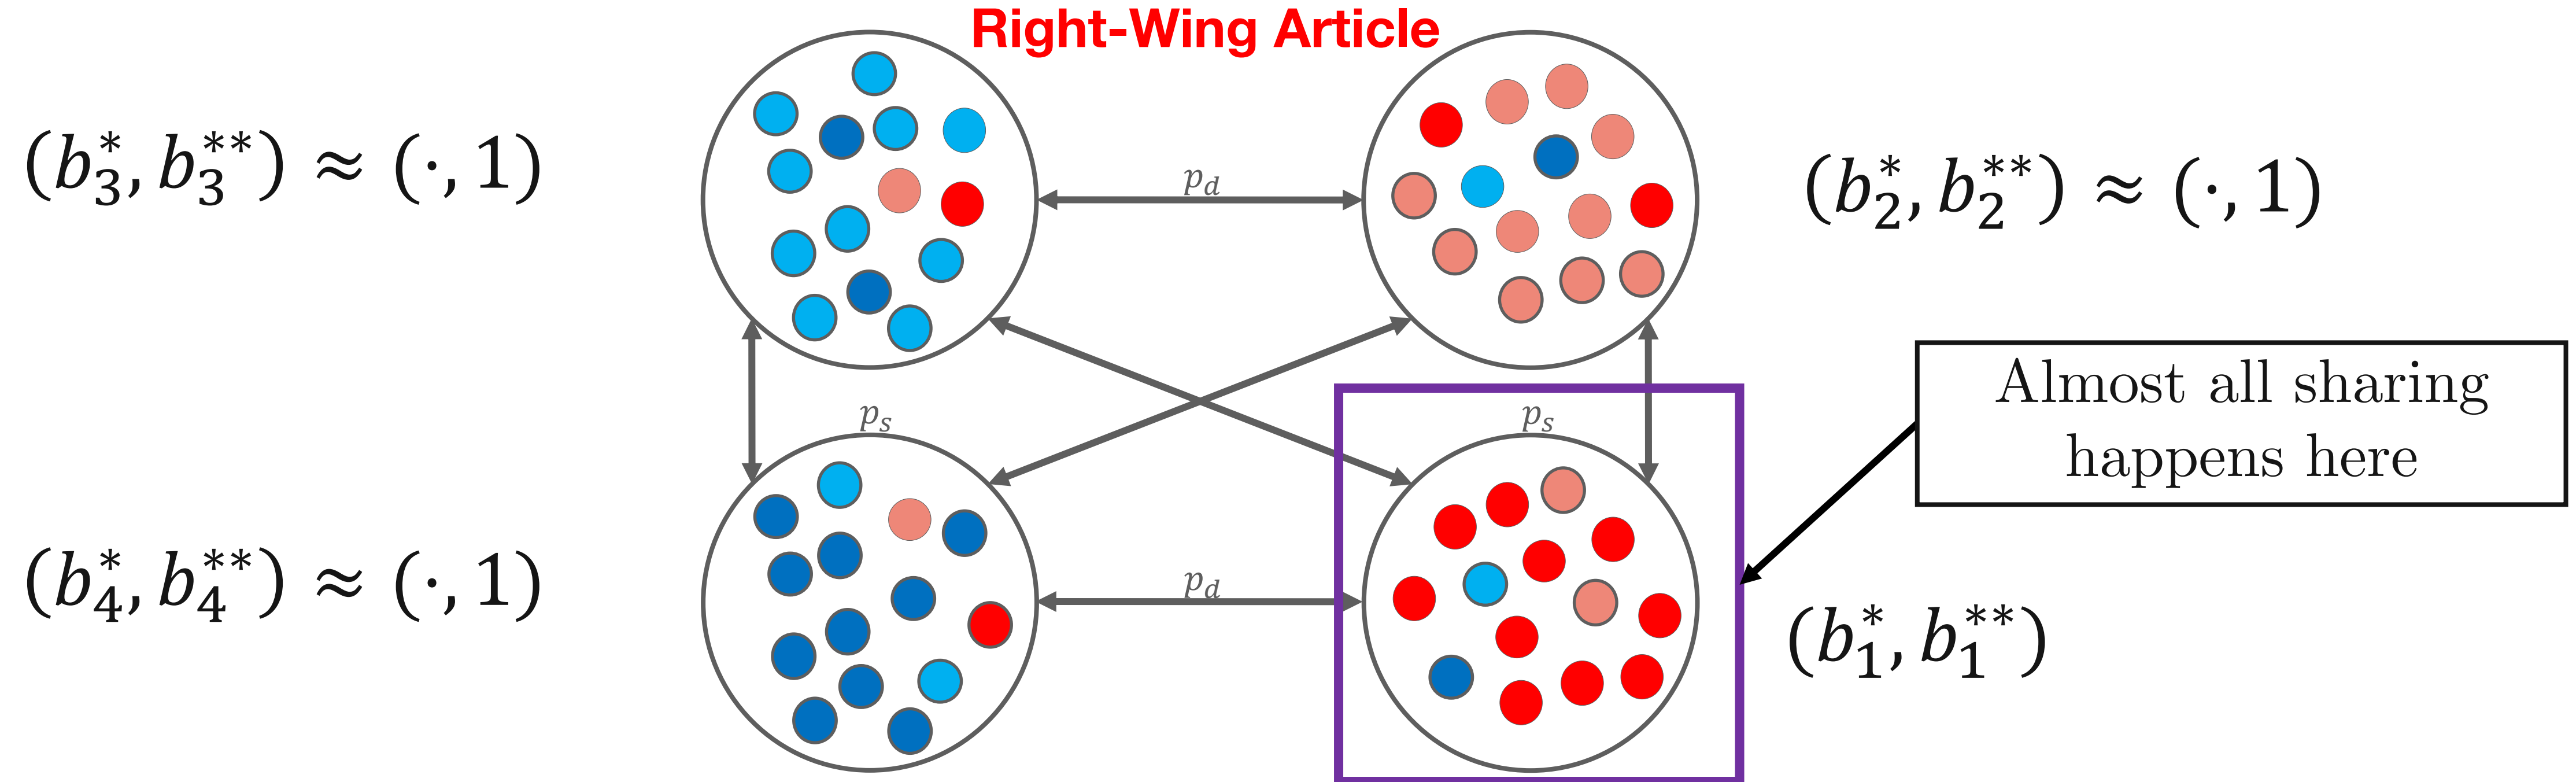 Right-Wing Article
(b₃*, b₃**) ≈ (·, 1)
p_d
(b₂*, b₂**) ≈ (·, 1)
Almost all sharing
happens here
p_s
p_s
(b₄*, b₄**) ≈ (·, 1)
p_d
(b₁*, b₁**)